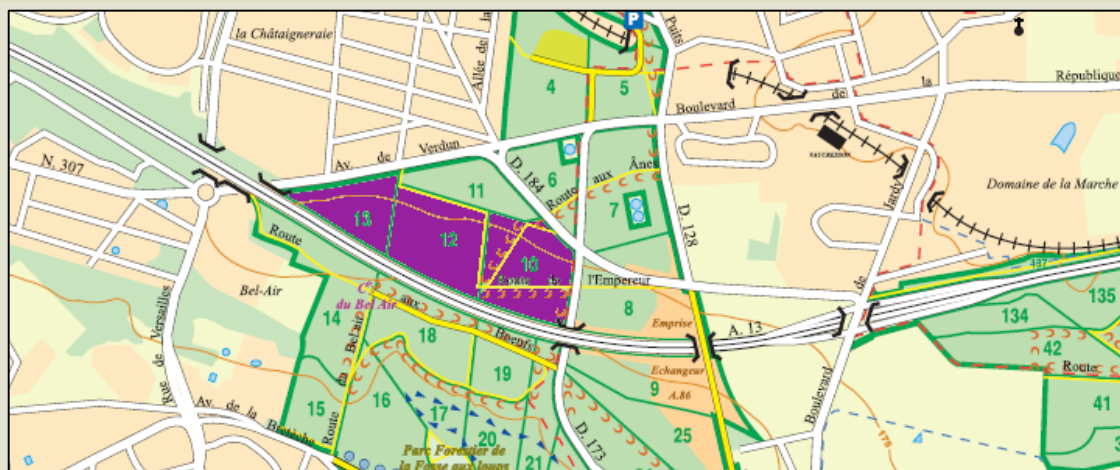 la Châtaigneraie
Allée de la
P
Puits
4
5
Boulevard
de
la
République
N. 307
Av. de Verdun
D. 184
Route aux Ânes
6
7
11
13
12
10
Route de l'Empereur
D. 128
Jardy
Domaine de la Marche
Route aux Bœufs
Bel-Air
du Bel Air
Rue de Versailles
14
18
19
8
Emprise
Echangeur
A.86
A. 13
9
25
Boulevard
de
134
135
42
Route
41
176
Av. de la Bretèche
15
Route du Bel air
16
17
20
21
Parc Forestier de
la Fosse aux loups
D. 173